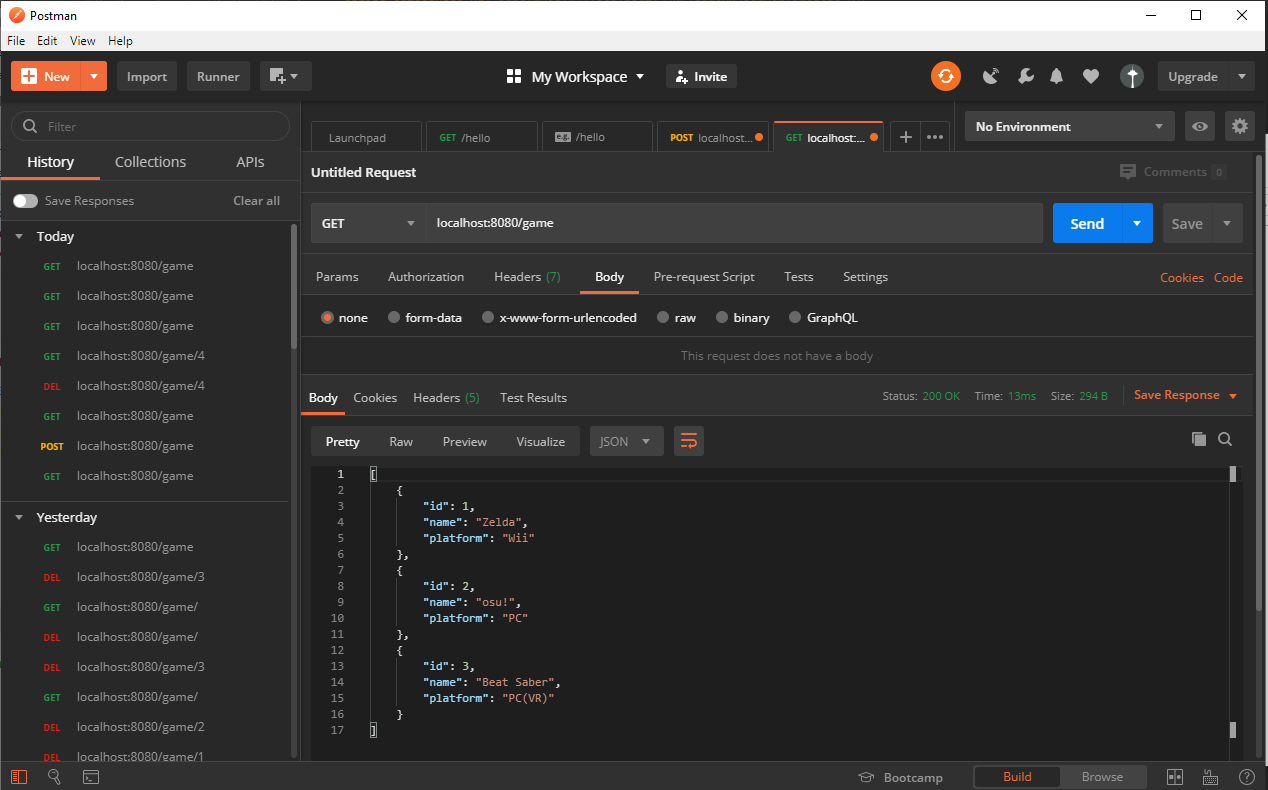 Postman
File Edit View Help
New Import Runner My Workspace Invite Upgrade
Filter
History Collections APIs
Save Responses Clear all
Today
GET localhost:8080/game
GET localhost:8080/game
GET localhost:8080/game
GET localhost:8080/game/4
DEL localhost:8080/game/4
GET localhost:8080/game
POST localhost:8080/game
GET localhost:8080/game
Yesterday
GET localhost:8080/game
DEL localhost:8080/game/3
GET localhost:8080/game/
DEL localhost:8080/game/
DEL localhost:8080/game/3
GET localhost:8080/game/
DEL localhost:8080/game/2
DEL localhost:8080/game/1
Launchpad GET /hello e.g. /hello POST localhost... GET localhost:... + ••• No Environment
Untitled Request Comments 0
GET localhost:8080/game Send Save
Params Authorization Headers (7) Body Pre-request Script Tests Settings Cookies Code
none form-data x-www-form-urlencoded raw binary GraphQL
This request does not have a body
Body Cookies Headers (5) Test Results Status: 200 OK Time: 13ms Size: 294 B Save Response
Pretty Raw Preview Visualize JSON
1 [
2 {
3 "id": 1,
4 "name": "Zelda",
5 "platform": "Wii"
6 },
7 {
8 "id": 2,
9 "name": "osu!",
10 "platform": "PC"
11 },
12 {
13 "id": 3,
14 "name": "Beat Saber",
15 "platform": "PC(VR)"
16 }
17 ]
Bootcamp Build Browse ?